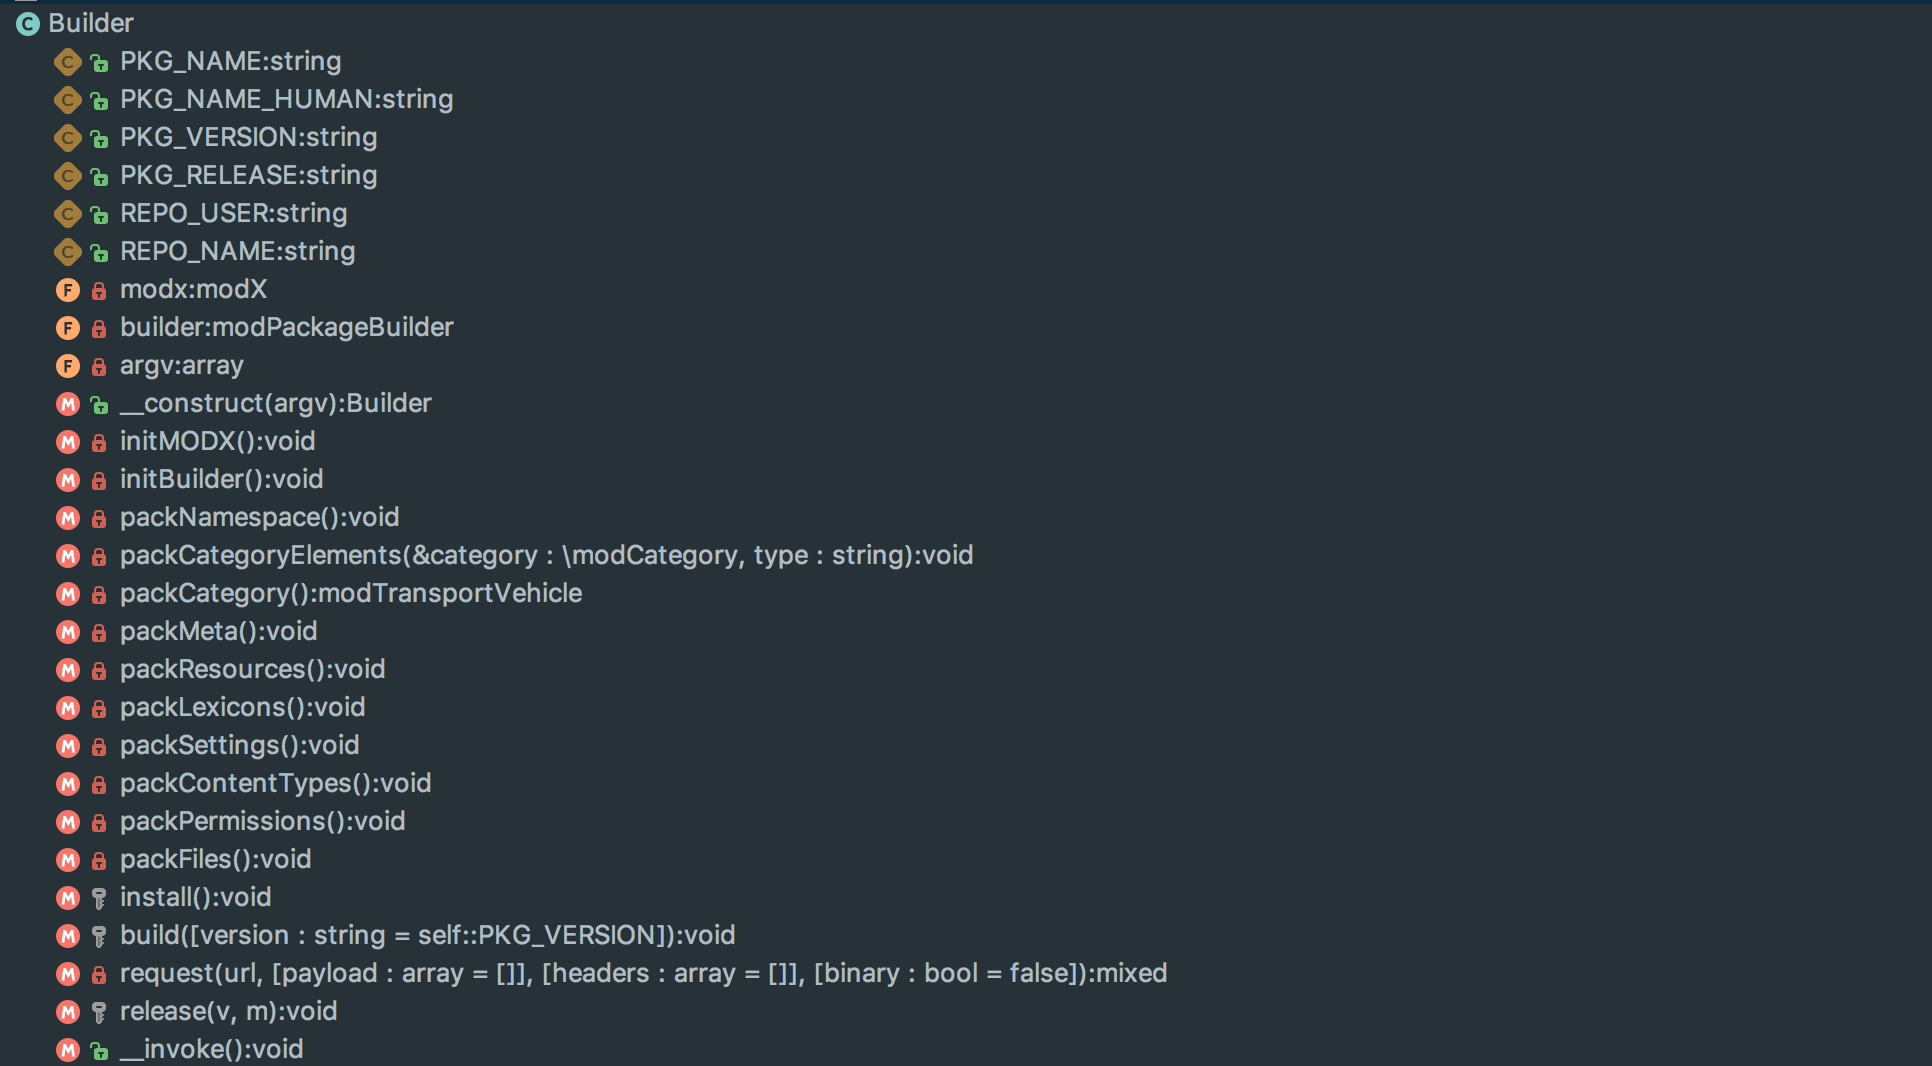 Builder
PKG_NAME:string
PKG_NAME_HUMAN:string
PKG_VERSION:string
PKG_RELEASE:string
REPO_USER:string
REPO_NAME:string
modx:modX
builder:modPackageBuilder
argv:array
__construct(argv):Builder
initMODX():void
initBuilder():void
packNamespace():void
packCategoryElements(&category : \modCategory, type : string):void
packCategory():modTransportVehicle
packMeta():void
packResources():void
packLexicons():void
packSettings():void
packContentTypes():void
packPermissions():void
packFiles():void
install():void
build([version : string = self::PKG_VERSION]):void
request(url, [payload : array = []], [headers : array = []], [binary : bool = false]):mixed
release(v, m):void
__invoke():void